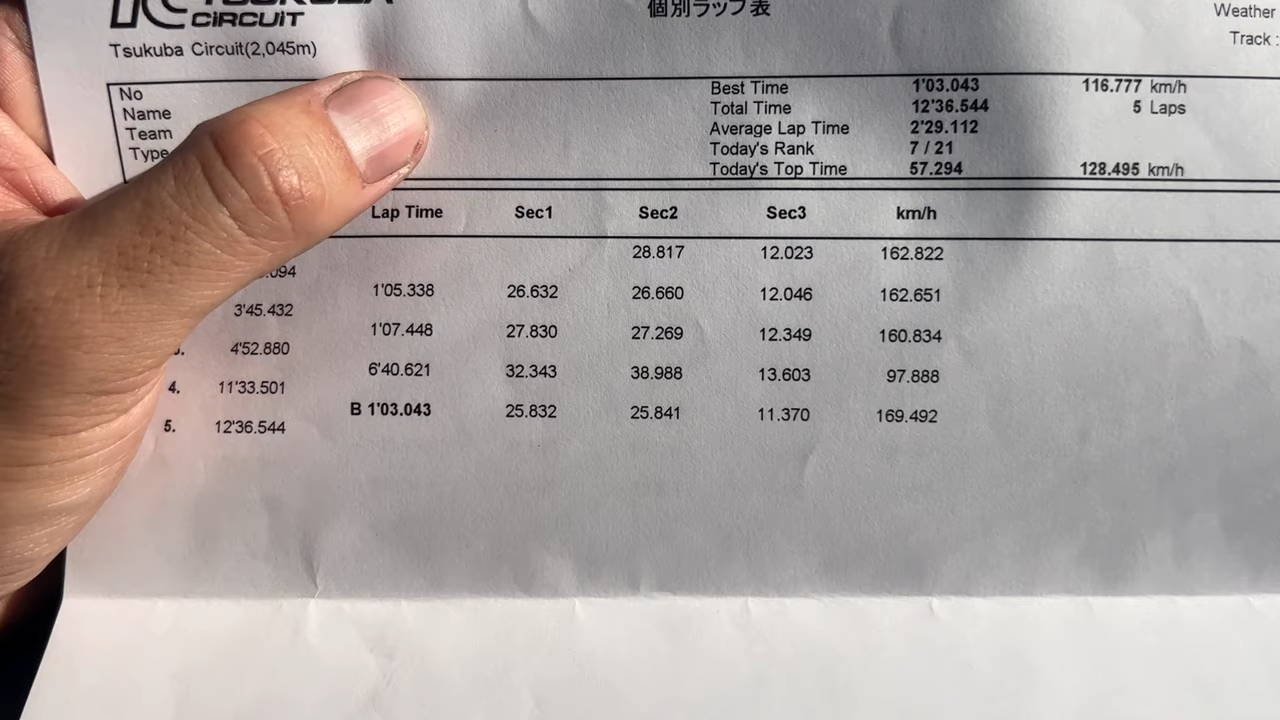 CIRCUIT
個別ラップ表
Weather
Tsukuba Circuit(2,045m)
Track :
No
Name
Team
Type
Best Time 1'03.043 116.777 km/h
Total Time 12'36.544 5 Laps
Average Lap Time 2'29.112
Today's Rank 7 / 21
Today's Top Time 57.294 128.495 km/h
Lap Time Sec1 Sec2 Sec3 km/h
28.817 12.023 162.822
.094
1'05.338 26.632 26.660 12.046 162.651
3'45.432
1'07.448 27.830 27.269 12.349 160.834
4'52.880
6'40.621 32.343 38.988 13.603 97.888
4. 11'33.501
B 1'03.043 25.832 25.841 11.370 169.492
5. 12'36.544